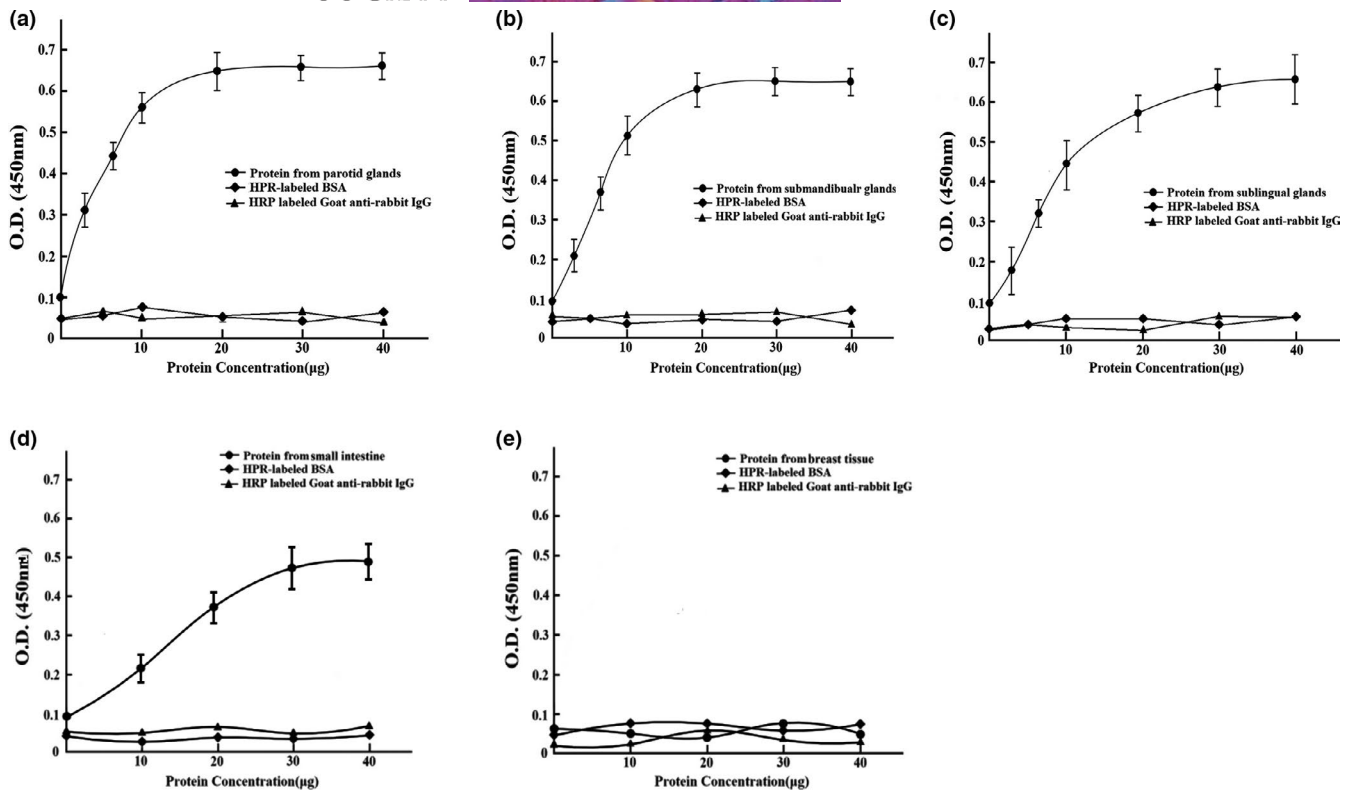 (a)
0.7
0.6
0.5
0.4
0.3
0.2
0.1
0
O.D. (450nm)
Protein from parotid glands
HPR-labeled BSA
HRP labeled Goat anti-rabbit IgG
10 20 30 40
Protein Concentration(μg)
(b)
0.7
0.6
0.5
0.4
0.3
0.2
0.1
0
O.D. (450nm)
Protein from submandibualr glands
HPR-labeled BSA
HRP labeled Goat anti-rabbit IgG
10 20 30 40
Protein Concentration(μg)
(c)
0.7
0.6
0.5
0.4
0.3
0.2
0.1
0
O.D. (450nm)
Protein from sublingual glands
HPR-labeled BSA
HRP labeled Goat anti-rabbit IgG
10 20 30 40
Protein Concentration(μg)
(d)
0.7
0.6
0.5
0.4
0.3
0.2
0.1
0
O.D. (450nm)
Protein from small intestine
HPR-labeled BSA
HRP labeled Goat anti-rabbit IgG
10 20 30 40
Protein Concentration(μg)
(e)
0.7
0.6
0.5
0.4
0.3
0.2
0.1
0
O.D. (450nm)
Protein from breast tissue
HPR-labeled BSA
HRP labeled Goat anti-rabbit IgG
10 20 30 40
Protein Concentration(μg)